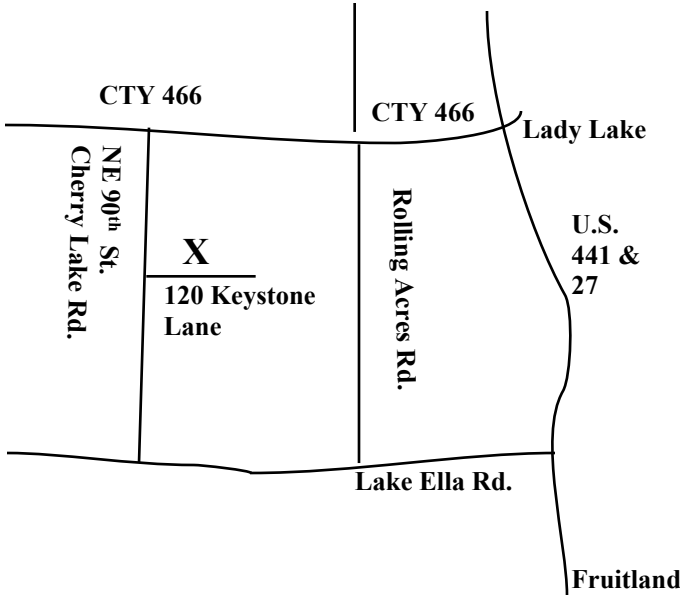 CTY 466
CTY 466
Lady Lake
NE 90th St.
Cherry Lake Rd.
X
120 Keystone
Lane
Rolling Acres Rd.
U.S.
441 &
27
Lake Ella Rd.
Fruitland